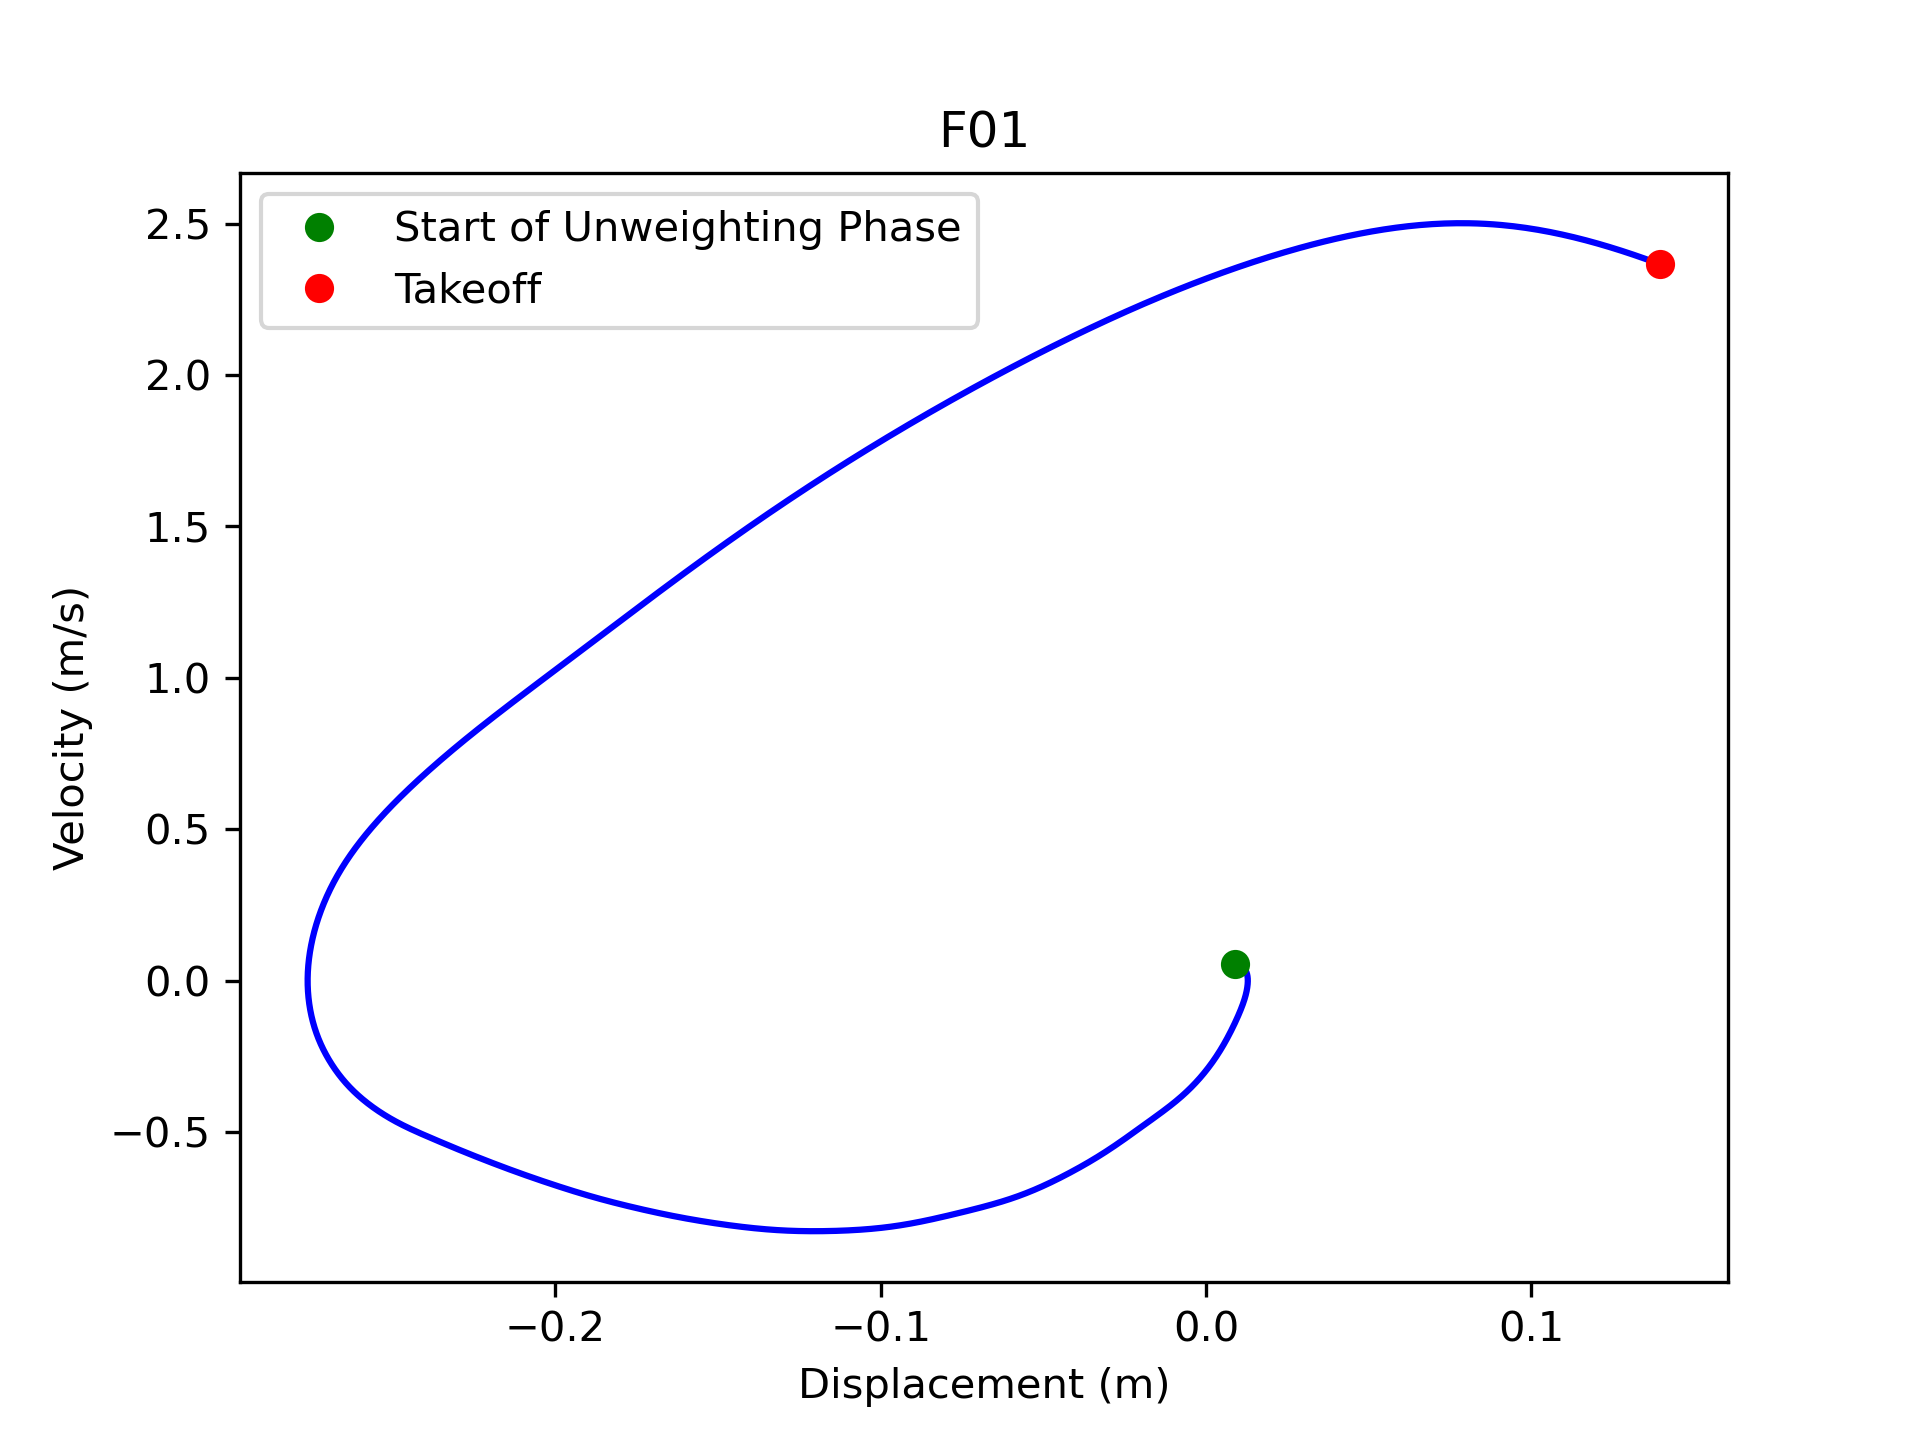 F01
Start of Unweighting Phase
Takeoff
2.5
2.0
1.5
1.0
0.5
0.0
−0.5
Velocity (m/s)
−0.2
−0.1
0.0
0.1
Displacement (m)